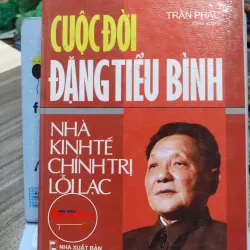 TRẦN PHÁC
CUỘC ĐỜI
ĐẶNG TIỂU BÌNH
NHÀ
KINH TẾ
CHÍNH TRỊ
LỖI LẠC
NHÀ XUẤT BẢN